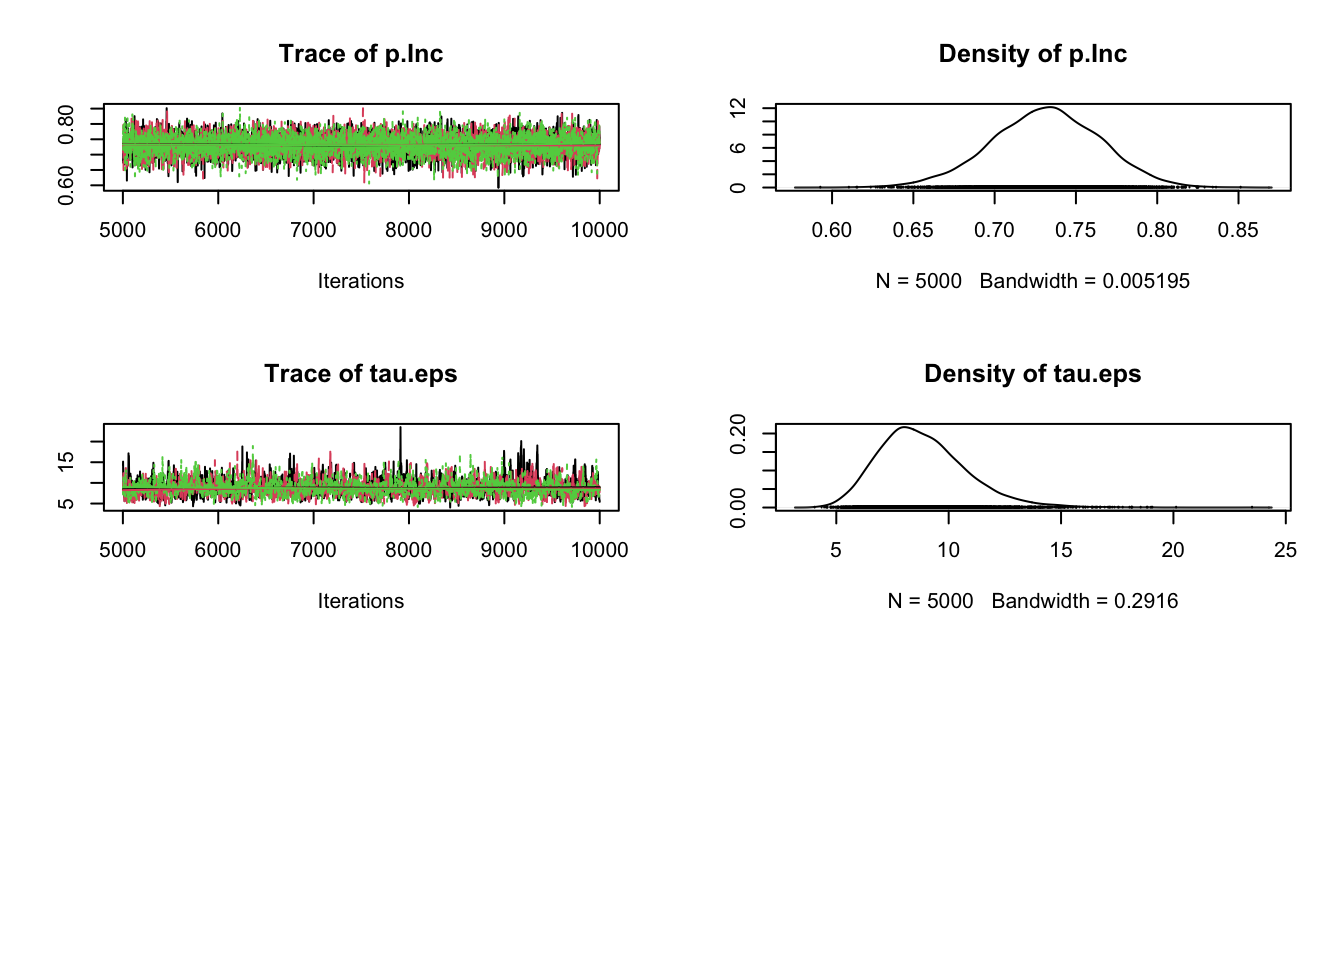 Trace of p.Inc
0.80
0.60
5000 6000 7000 8000 9000 10000
Iterations
Density of p.Inc
12
6
0
0.60 0.65 0.70 0.75 0.80 0.85
N = 5000 Bandwidth = 0.005195
Trace of tau.eps
15
5
5000 6000 7000 8000 9000 10000
Iterations
Density of tau.eps
0.20
0.00
5 10 15 20 25
N = 5000 Bandwidth = 0.2916